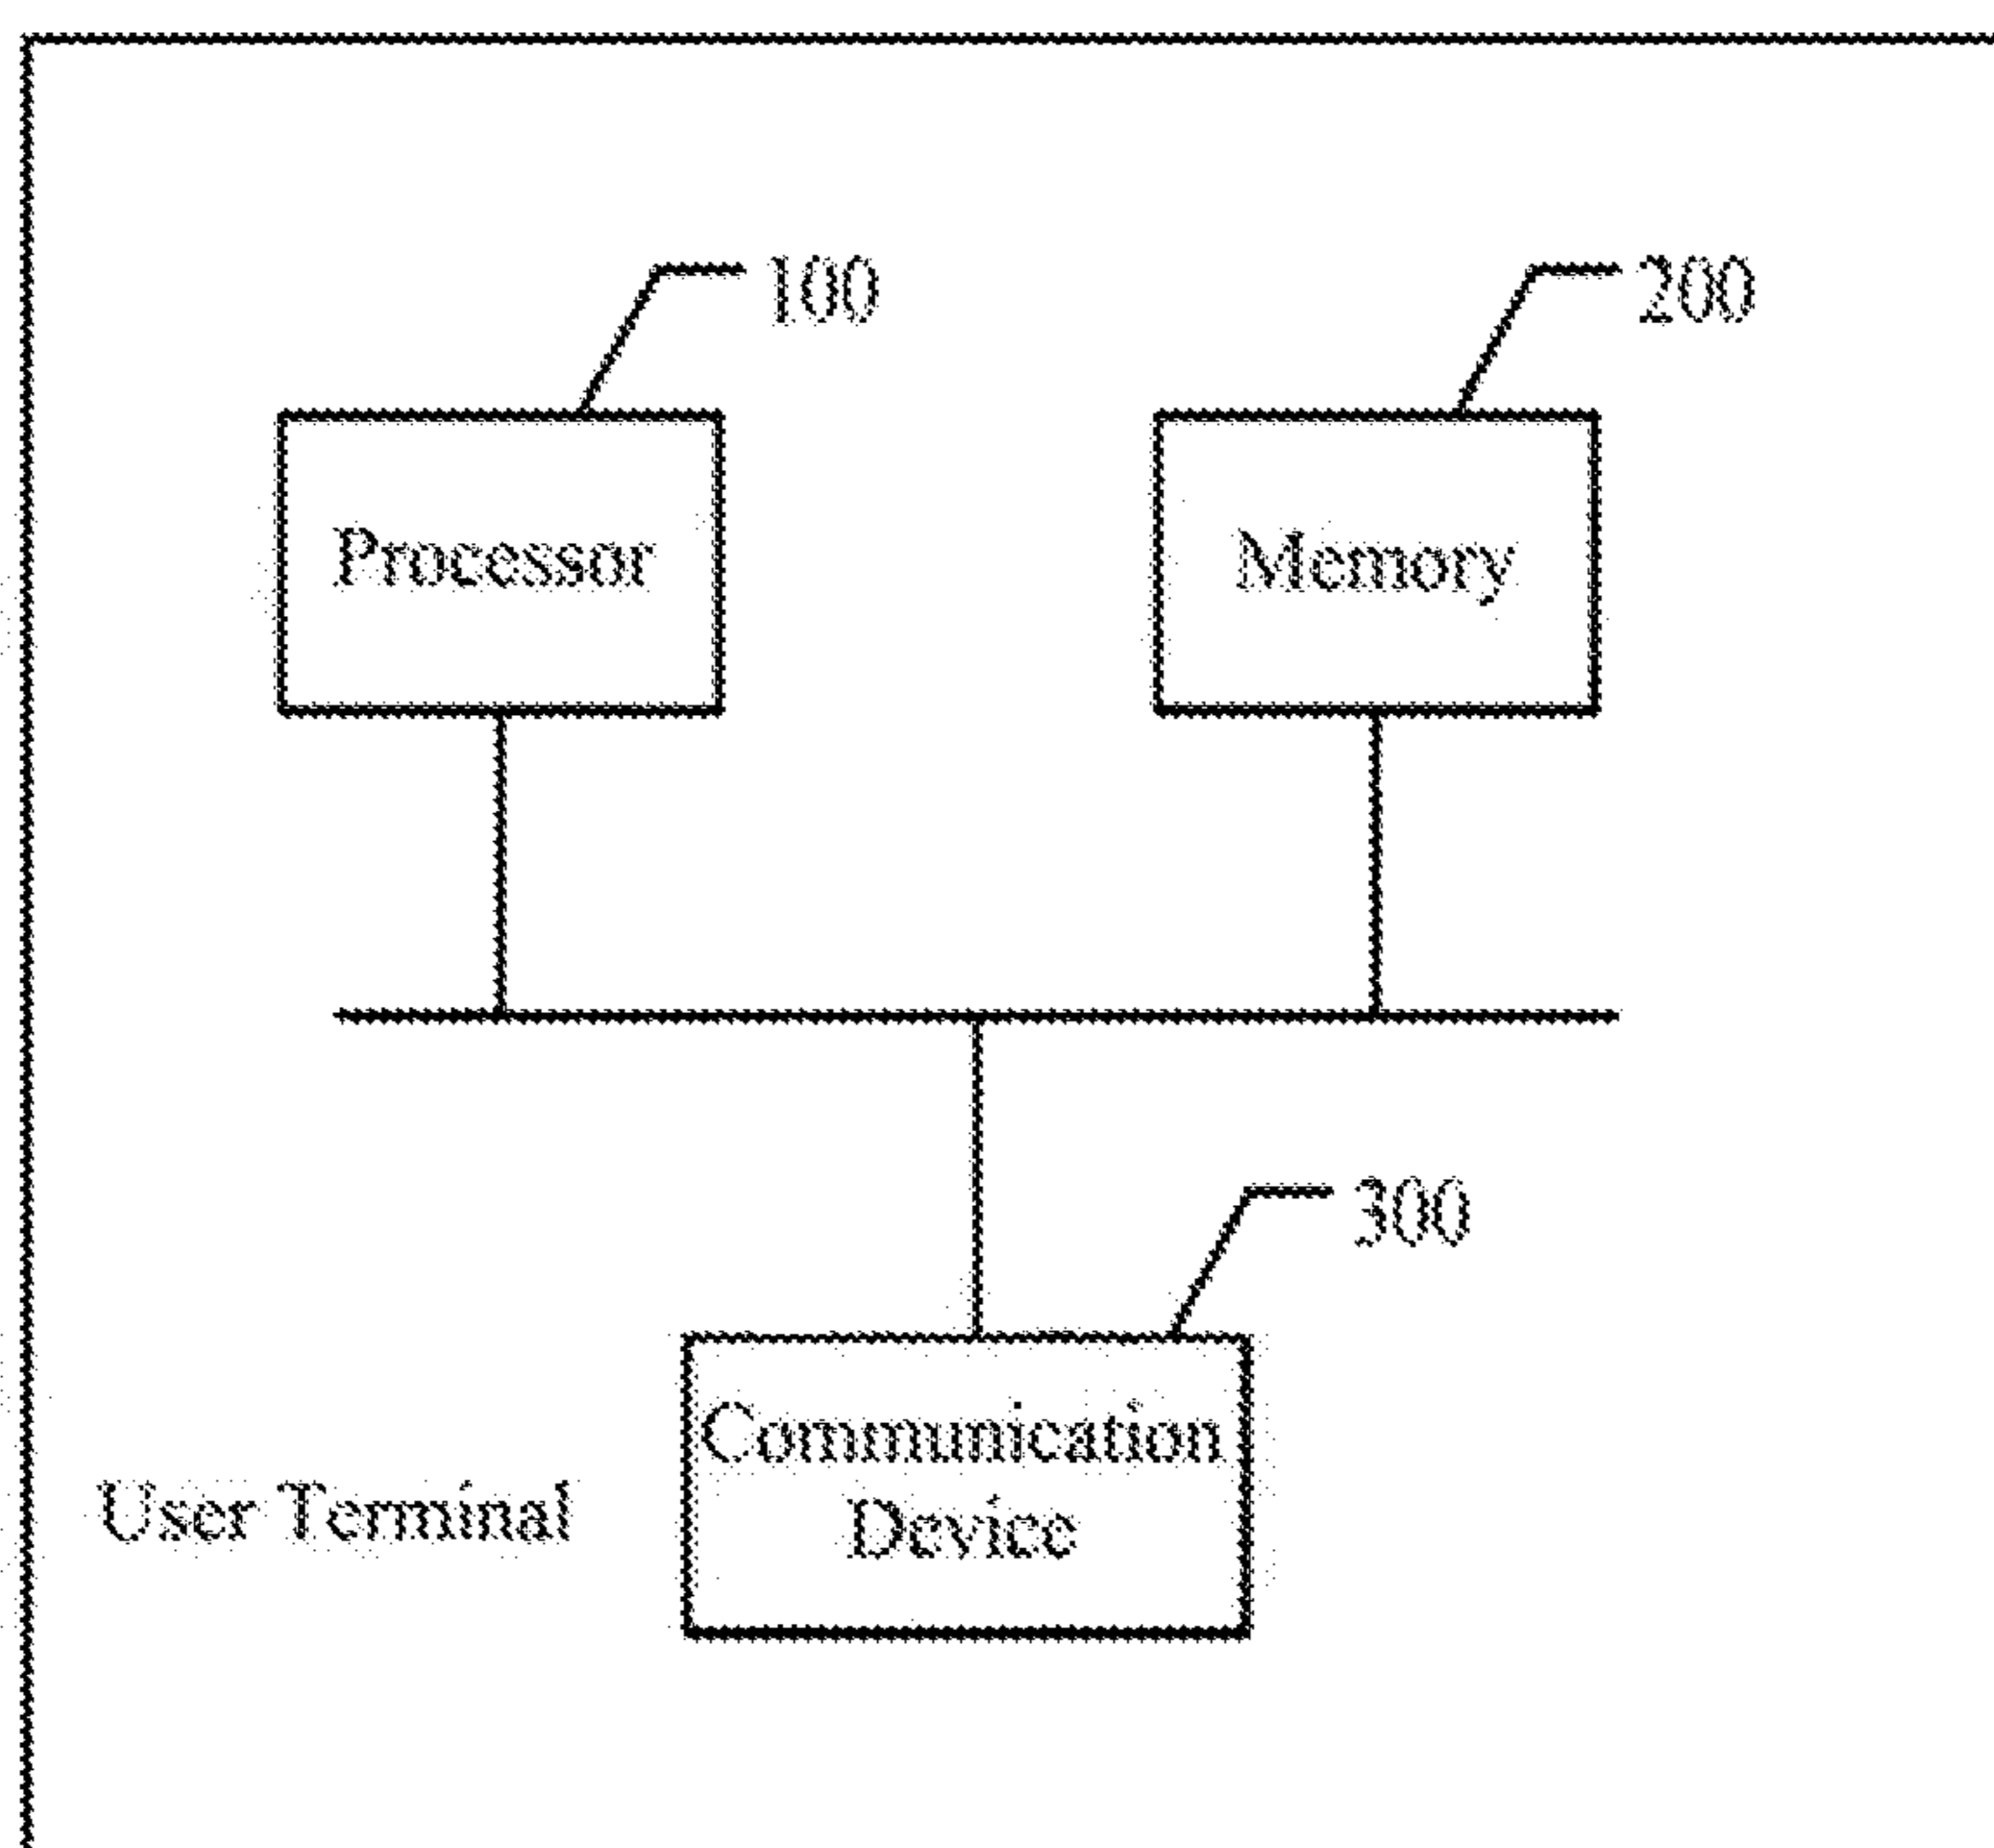 100
200
Processor
Memory
300
Communication
Device
User Terminal